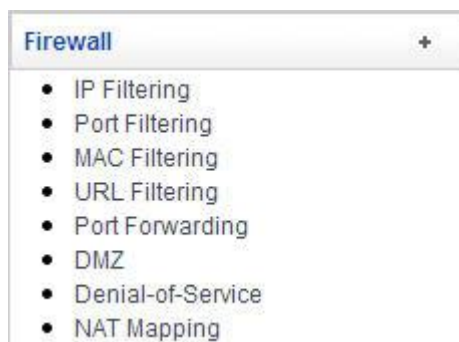 Firewall +
• IP Filtering
• Port Filtering
• MAC Filtering
• URL Filtering
• Port Forwarding
• DMZ
• Denial-of-Service
• NAT Mapping